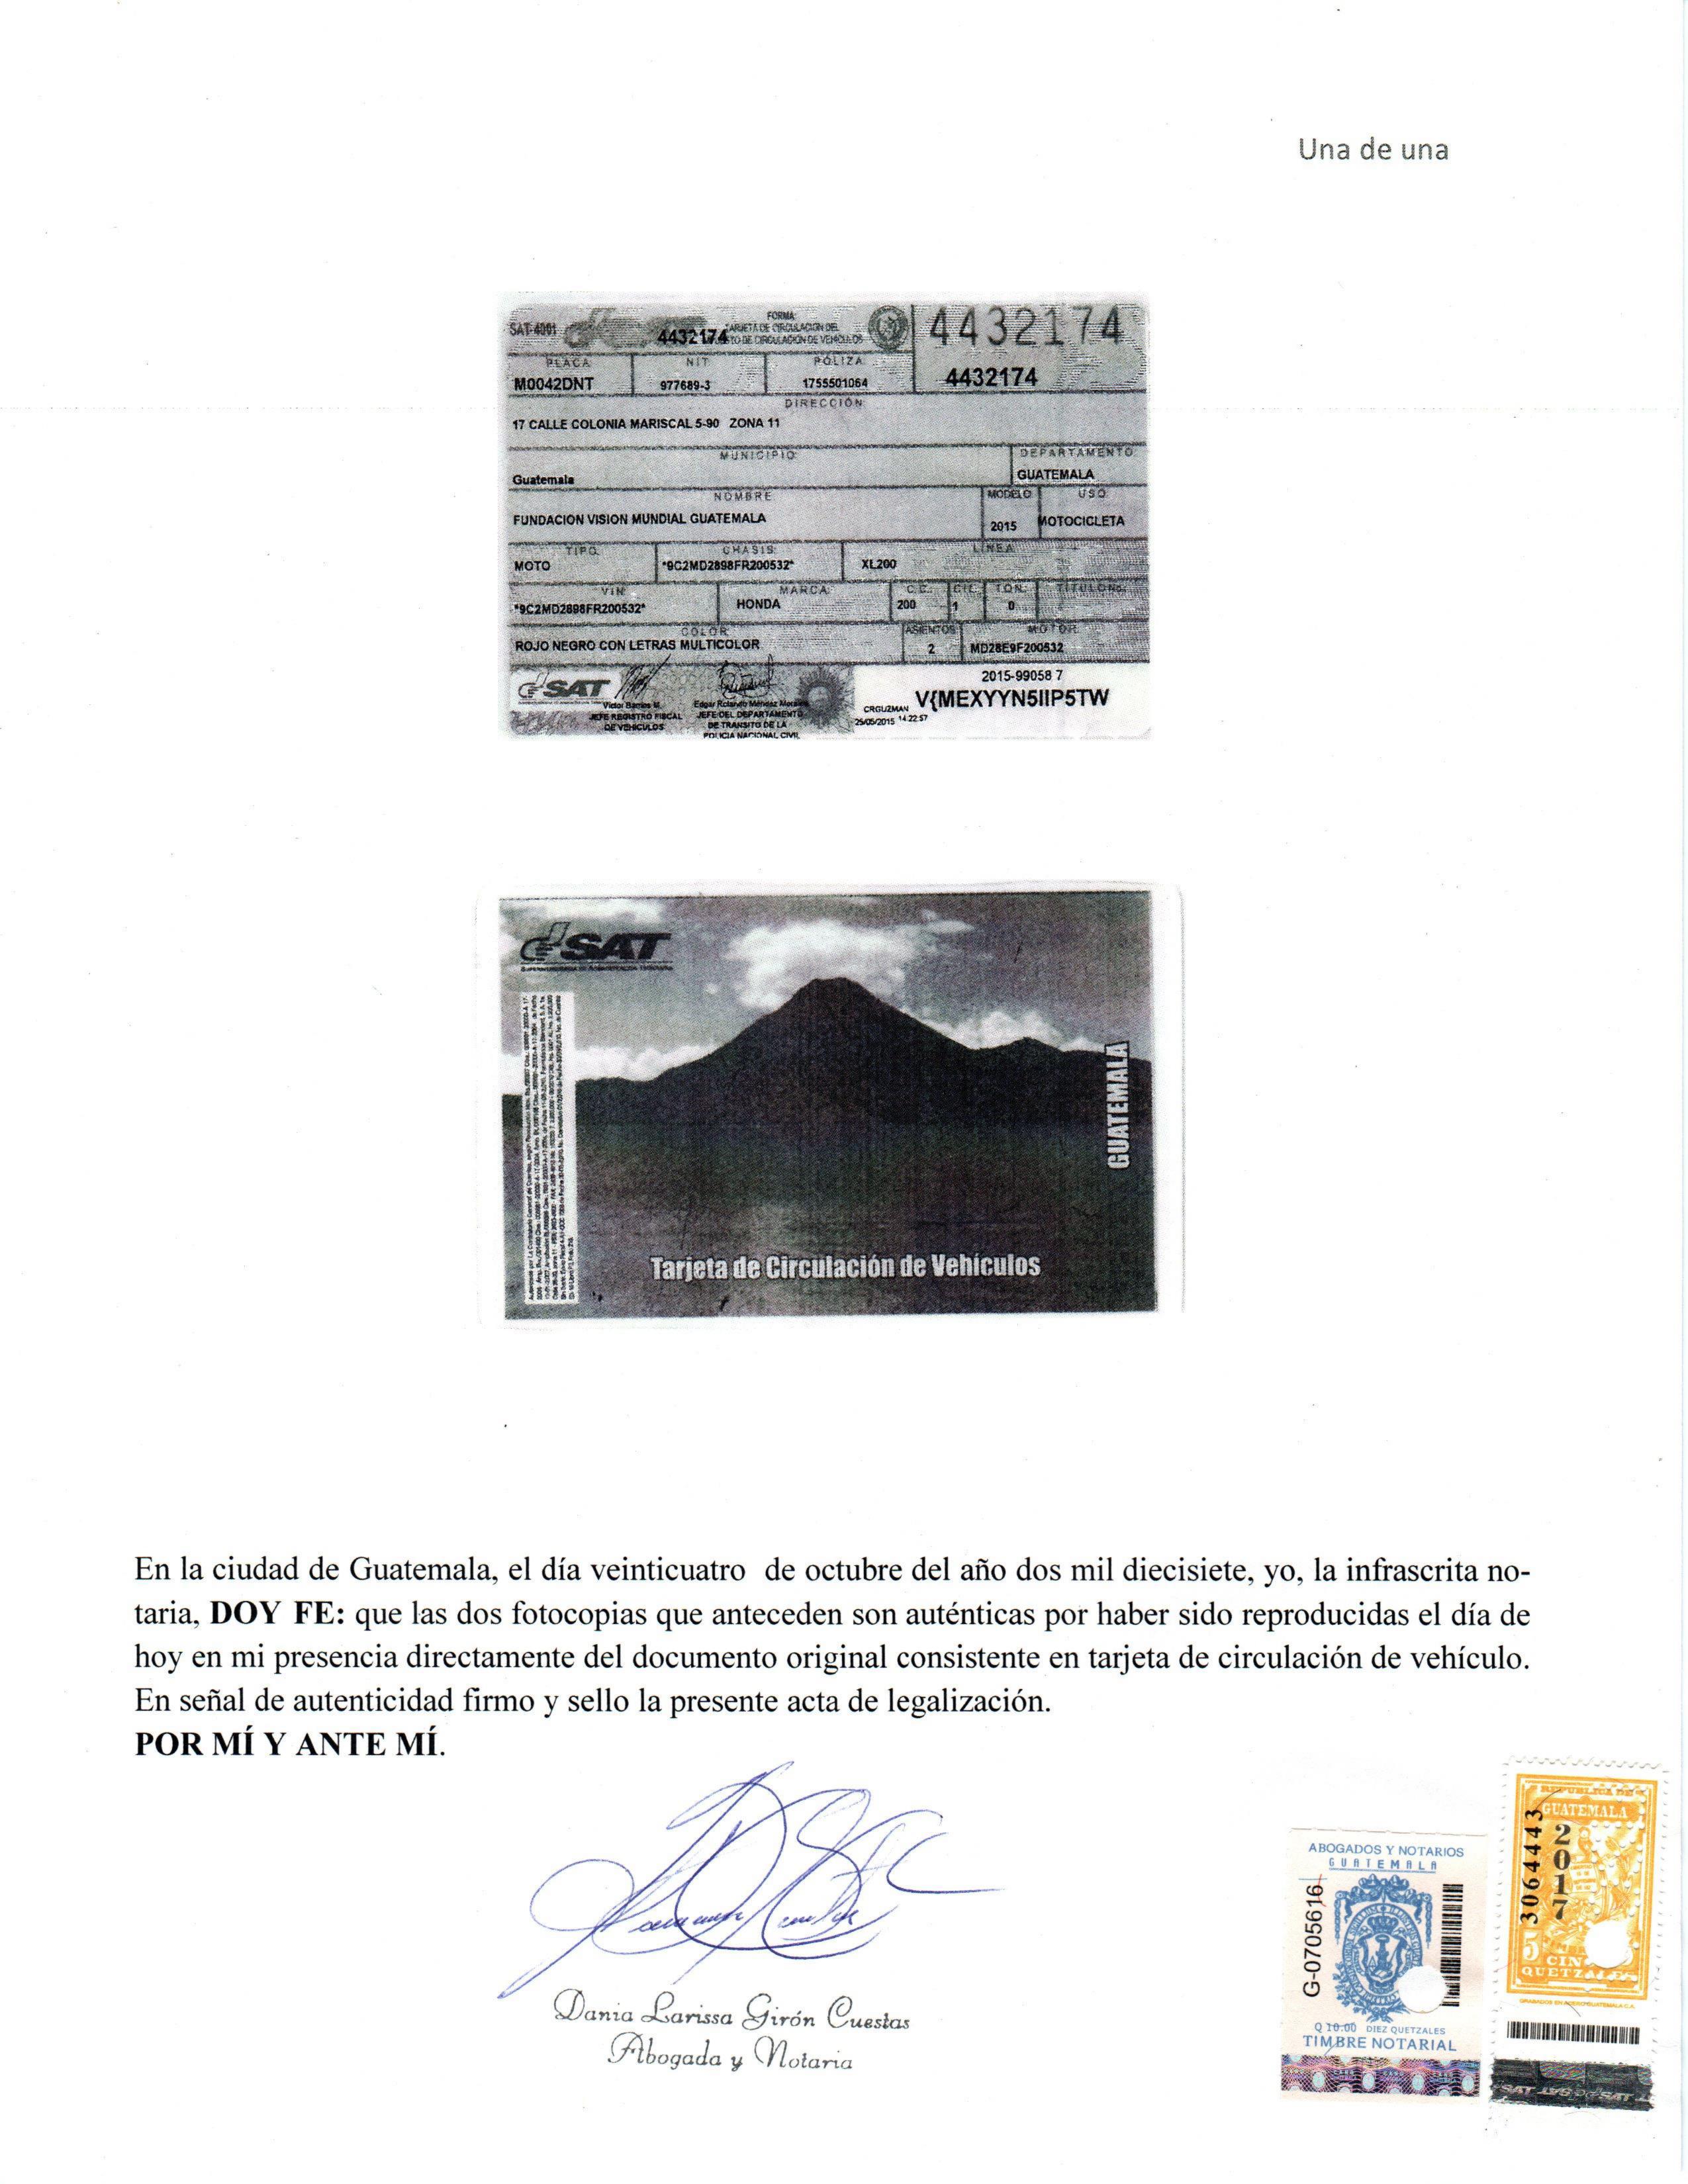 Una de una
SAT-4001
FORMA:
TARJETA DE CIRCULACION DEL
4432174
TO DE CIRCULACION DE VEHICULOS
4432174
PLACA NIT: POLIZA:
M0042DNT 977689-3 1755501064 4432174
DIRECCIÓN:
17 CALLE COLONIA MARISCAL 5-90 ZONA 11
MUNICIPIO: DEPARTAMENTO:
Guatemala GUATEMALA
NOMBRE MODELO USO:
FUNDACION VISION MUNDIAL GUATEMALA 2015 MOTOCICLETA
TIPO: CHASIS: LINEA:
MOTO *9C2MD2898FR200532* XL200
VIN: MARCA: C.C.: CIL: TON: TITULO No.:
*9C2MD2898FR200532* HONDA 200 1 0
COLOR: ASIENTOS MOTOR:
ROJO NEGRO CON LETRAS MULTICOLOR 2 MD28E9F200532
SAT
2015-99058 7
V{MEXYYN5IIP5TW
CRGUZMAN
25/05/2015 14:22:57
Victor Barrios M.
JEFE REGISTRO FISCAL
DE VEHICULOS
Edgar Rolando Méndez Morales
JEFE DEL DEPARTAMENTO
DE TRANSITO DE LA
POLICIA NACIONAL CIVIL
SAT
SUPERINTENDENCIA DE ADMINISTRACION TRIBUTARIA
GUATEMALA
Tarjeta de Circulación de Vehículos
En la ciudad de Guatemala, el día veinticuatro de octubre del año dos mil diecisiete, yo, la infrascrita no-
taria, DOY FE: que las dos fotocopias que anteceden son auténticas por haber sido reproducidas el día de
hoy en mi presencia directamente del documento original consistente en tarjeta de circulación de vehículo.
En señal de autenticidad firmo y sello la presente acta de legalización.
POR MÍ Y ANTE MÍ.
Dania Larissa Girón Cuestas
Abogada y Notaria
ABOGADOS Y NOTARIOS
GUATEMALA
G-0705616
Q 10.00 DIEZ QUETZALES
TIMBRE NOTARIAL
REPUBLICA DE
GUATEMALA
2017
3064443
5
CIN
QUETZALES
SAT